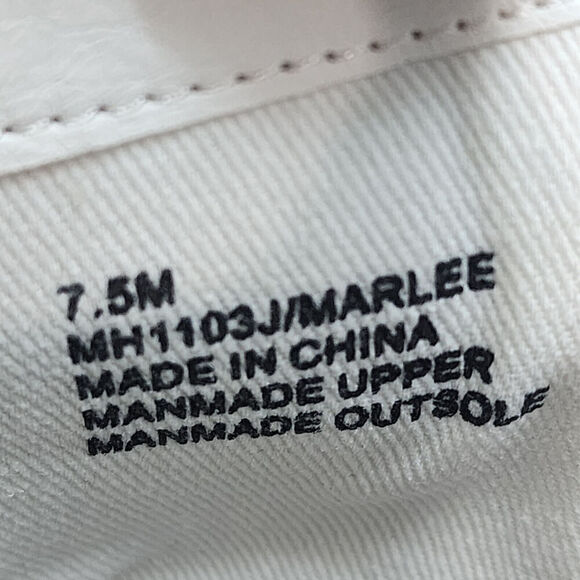 7.5M
MH1103J/MARLEE
MADE IN CHINA
MANMADE UPPER
MANMADE OUTSOLE